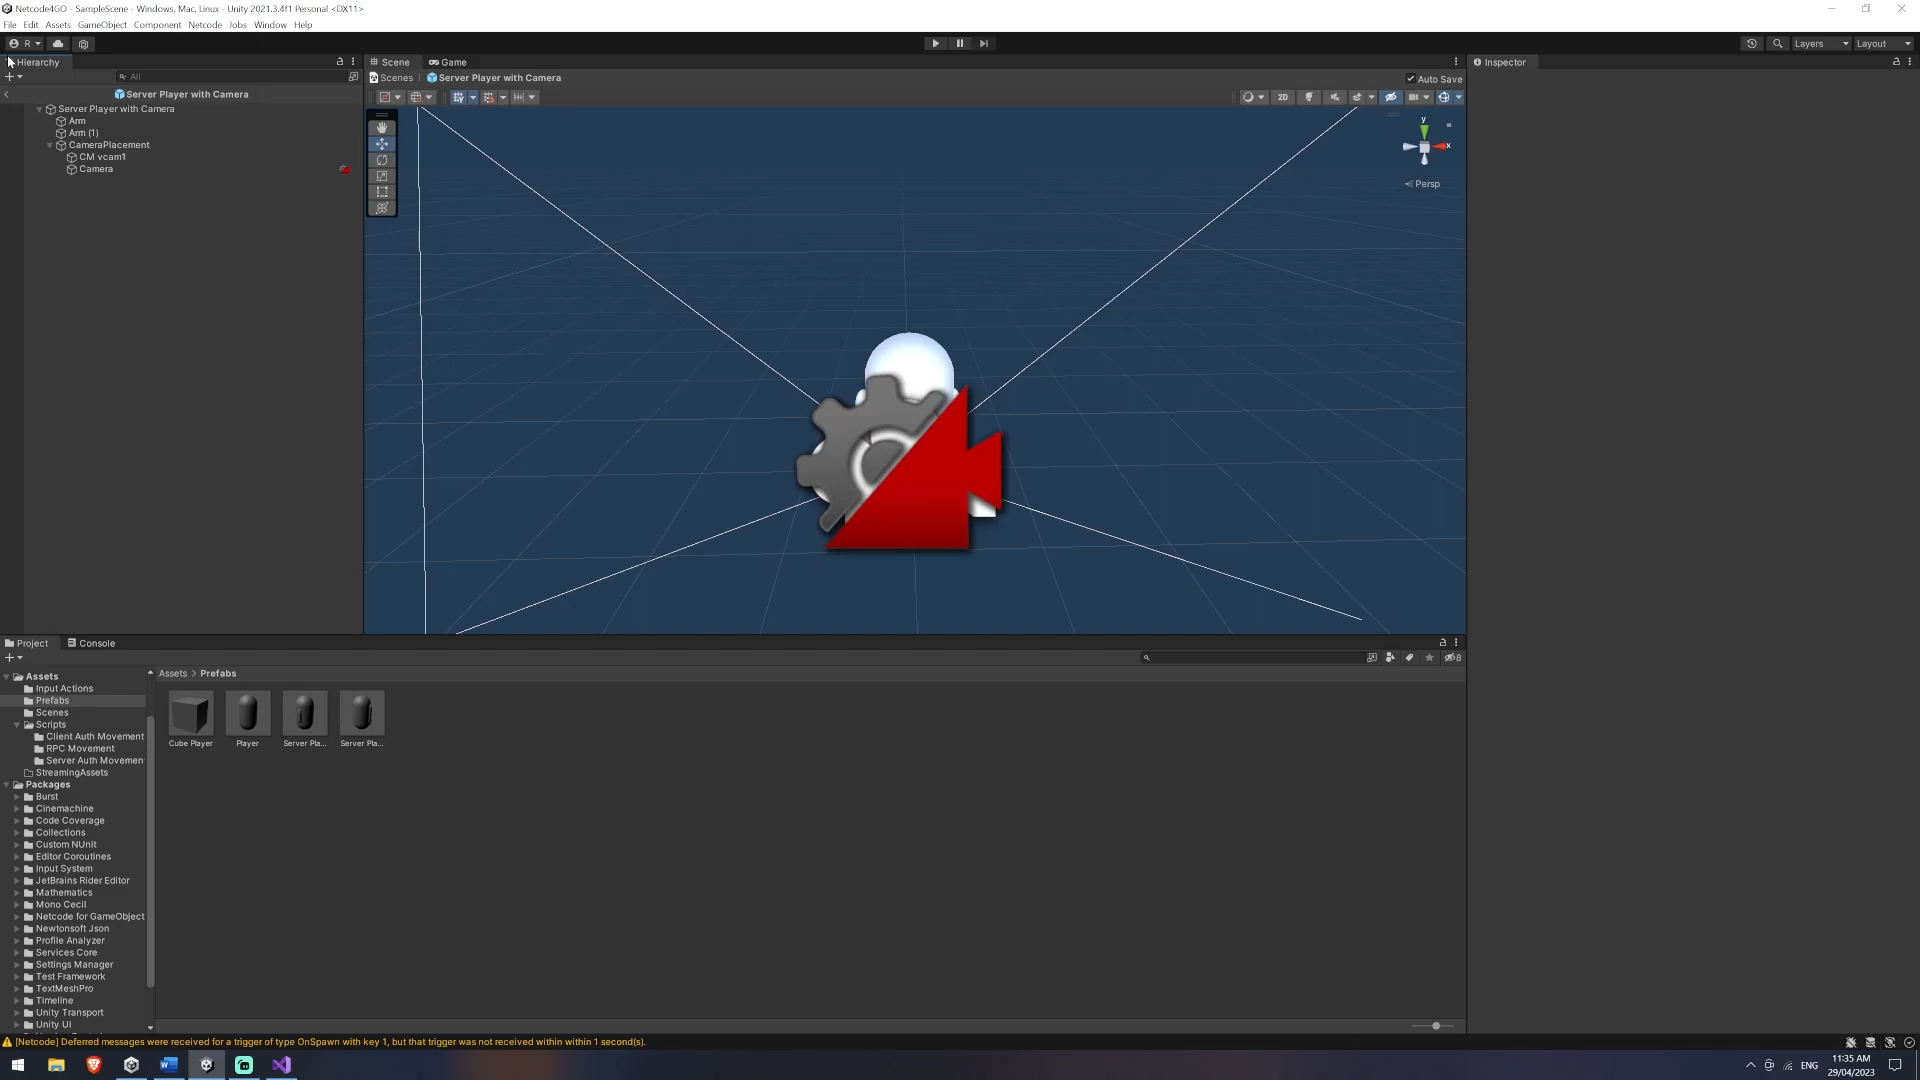 Netcode4GO - SampleScene - Windows, Mac, Linux - Unity 2021.3.4f1 Personal <DX11>
File Edit Assets GameObject Component Netcode Jobs Window Help
R Layers Layout
Hierarchy
All
Server Player with Camera
Server Player with Camera
Arm
Arm (1)
CameraPlacement
CM vcam1
Camera
Scene Game
Scenes Server Player with Camera Auto Save
2D
y
x
Persp
Inspector
Project Console
8
Assets
Input Actions
Prefabs
Scenes
Scripts
Client Auth Movement
RPC Movement
Server Auth Movemen
StreamingAssets
Packages
Burst
Cinemachine
Code Coverage
Collections
Custom NUnit
Editor Coroutines
Input System
JetBrains Rider Editor
Mathematics
Mono Cecil
Netcode for GameObject
Newtonsoft Json
Profile Analyzer
Services Core
Settings Manager
Test Framework
TextMeshPro
Timeline
Unity Transport
Unity UI
Assets > Prefabs
Cube Player Player Server Pla... Server Pla...
[Netcode] Deferred messages were received for a trigger of type OnSpawn with key 1, but that trigger was not received within within 1 second(s).
ENG
11:35 AM
29/04/2023